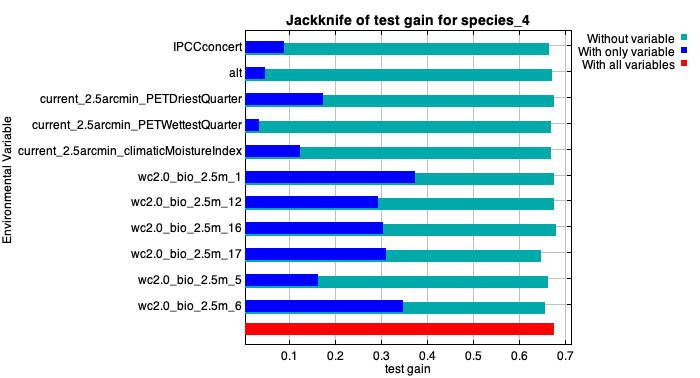 Jackknife of test gain for species_4
Without variable
With only variable
With all variables
Environmental Variable
IPCCconcert
alt
current_2.5arcmin_PETDriestQuarter
current_2.5arcmin_PETWettestQuarter
current_2.5arcmin_climaticMoistureIndex
wc2.0_bio_2.5m_1
wc2.0_bio_2.5m_12
wc2.0_bio_2.5m_16
wc2.0_bio_2.5m_17
wc2.0_bio_2.5m_5
wc2.0_bio_2.5m_6
0.1 0.2 0.3 0.4 0.5 0.6 0.7
test gain